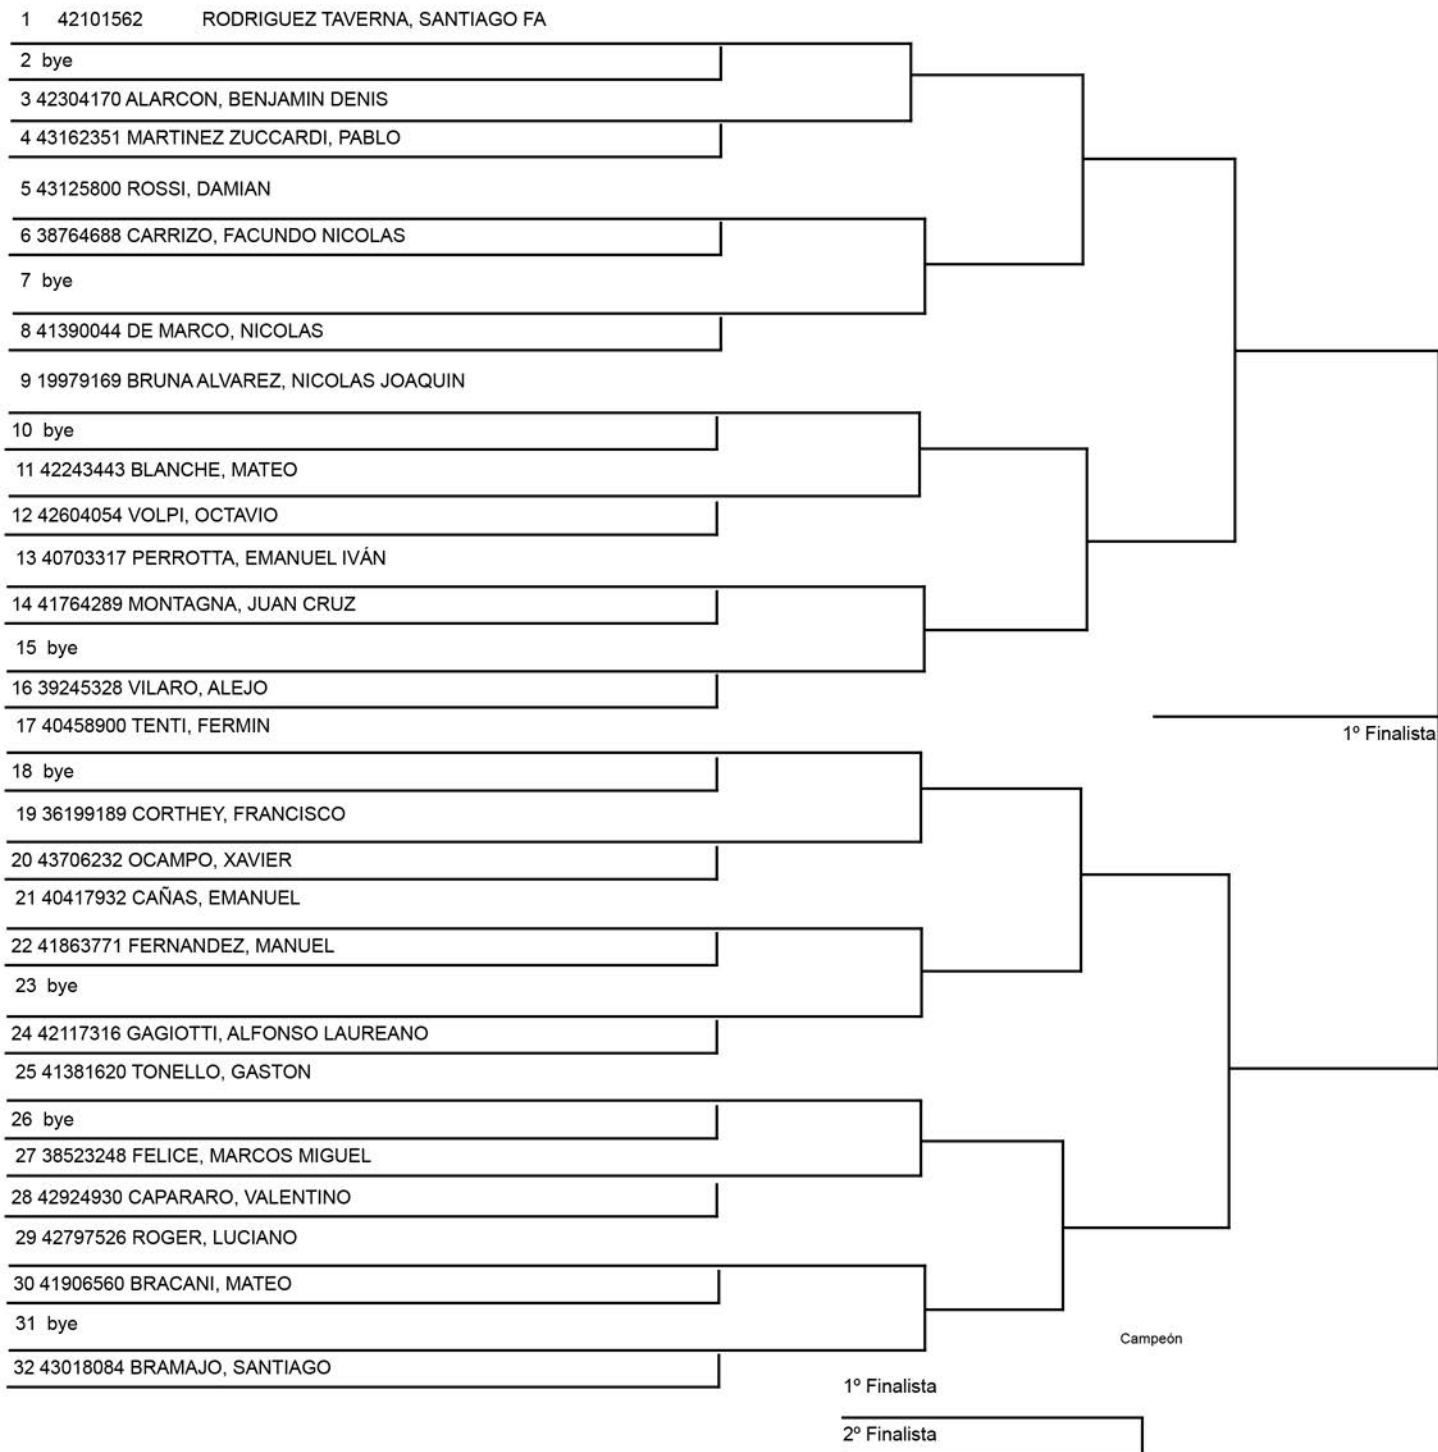 1 42101562 RODRIGUEZ TAVERNA, SANTIAGO FA
2 bye
3 42304170 ALARCON, BENJAMIN DENIS
4 43162351 MARTINEZ ZUCCARDI, PABLO
5 43125800 ROSSI, DAMIAN
6 38764688 CARRIZO, FACUNDO NICOLAS
7 bye
8 41390044 DE MARCO, NICOLAS
9 19979169 BRUNA ALVAREZ, NICOLAS JOAQUIN
10 bye
11 42243443 BLANCHE, MATEO
12 42604054 VOLPI, OCTAVIO
13 40703317 PERROTTA, EMANUEL IVÁN
14 41764289 MONTAGNA, JUAN CRUZ
15 bye
16 39245328 VILARO, ALEJO
17 40458900 TENTI, FERMIN
1º Finalista
18 bye
19 36199189 CORTHEY, FRANCISCO
20 43706232 OCAMPO, XAVIER
21 40417932 CAÑAS, EMANUEL
22 41863771 FERNANDEZ, MANUEL
23 bye
24 42117316 GAGIOTTI, ALFONSO LAUREANO
25 41381620 TONELLO, GASTON
26 bye
27 38523248 FELICE, MARCOS MIGUEL
28 42924930 CAPARARO, VALENTINO
29 42797526 ROGER, LUCIANO
30 41906560 BRACANI, MATEO
31 bye
Campeón
32 43018084 BRAMAJO, SANTIAGO
1º Finalista
2º Finalista